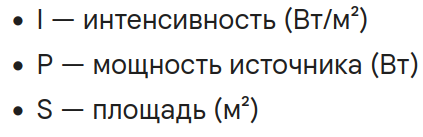 • I — интенсивность (Вт/м²)
• P — мощность источника (Вт)
• S — площадь (м²)